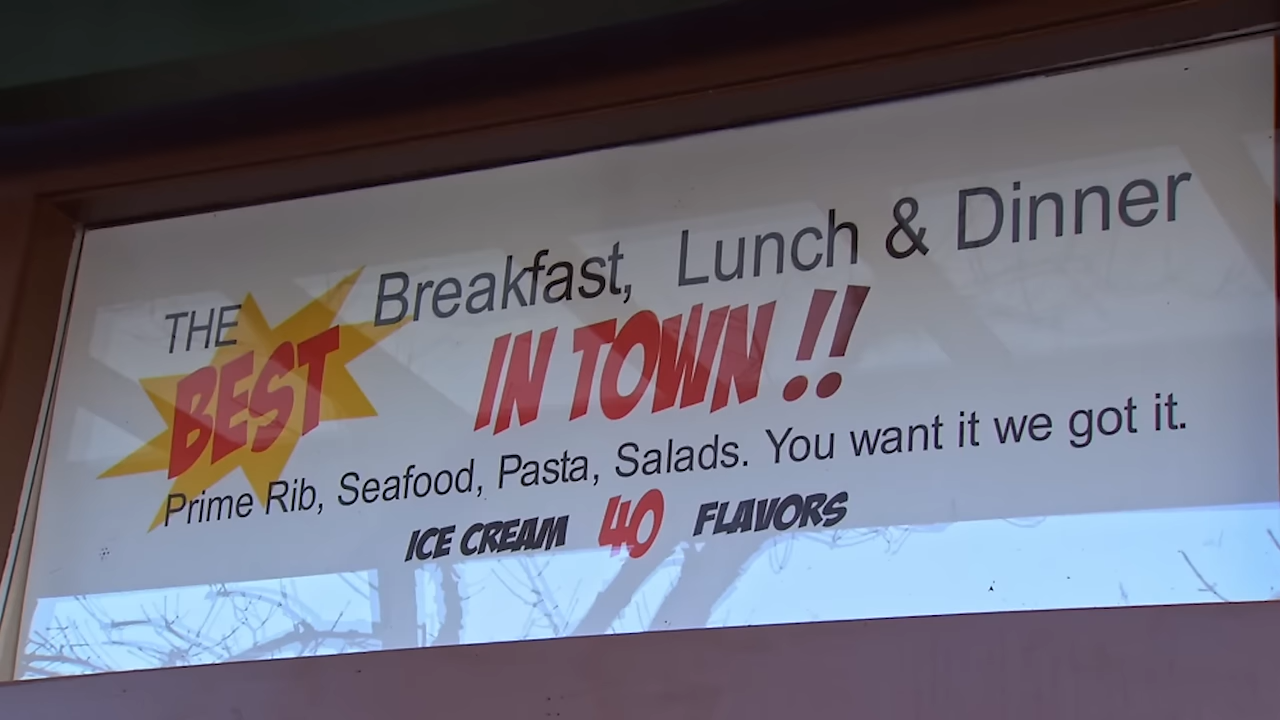 THE Breakfast, Lunch & Dinner
BEST IN TOWN !!
Prime Rib, Seafood, Pasta, Salads. You want it we got it.
ICE CREAM 40 FLAVORS